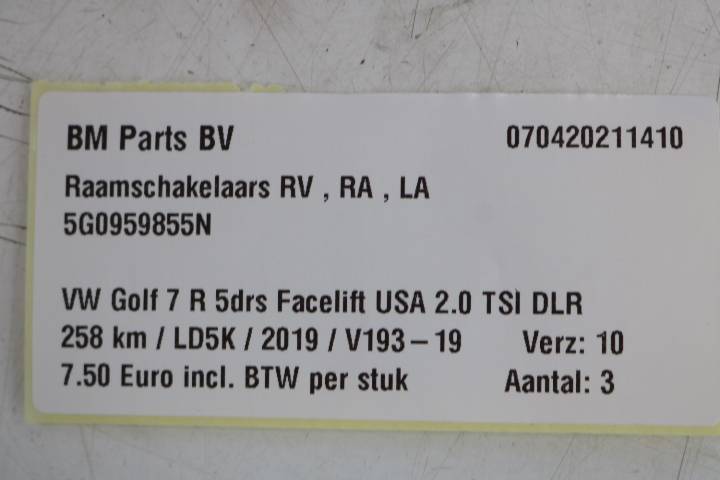 BM Parts BV 070420211410
Raamschakelaars RV , RA , LA
5G0959855N
VW Golf 7 R 5drs Facelift USA 2.0 TSI DLR
258 km / LD5K / 2019 / V193-19 Verz: 10
7.50 Euro incl. BTW per stuk Aantal: 3